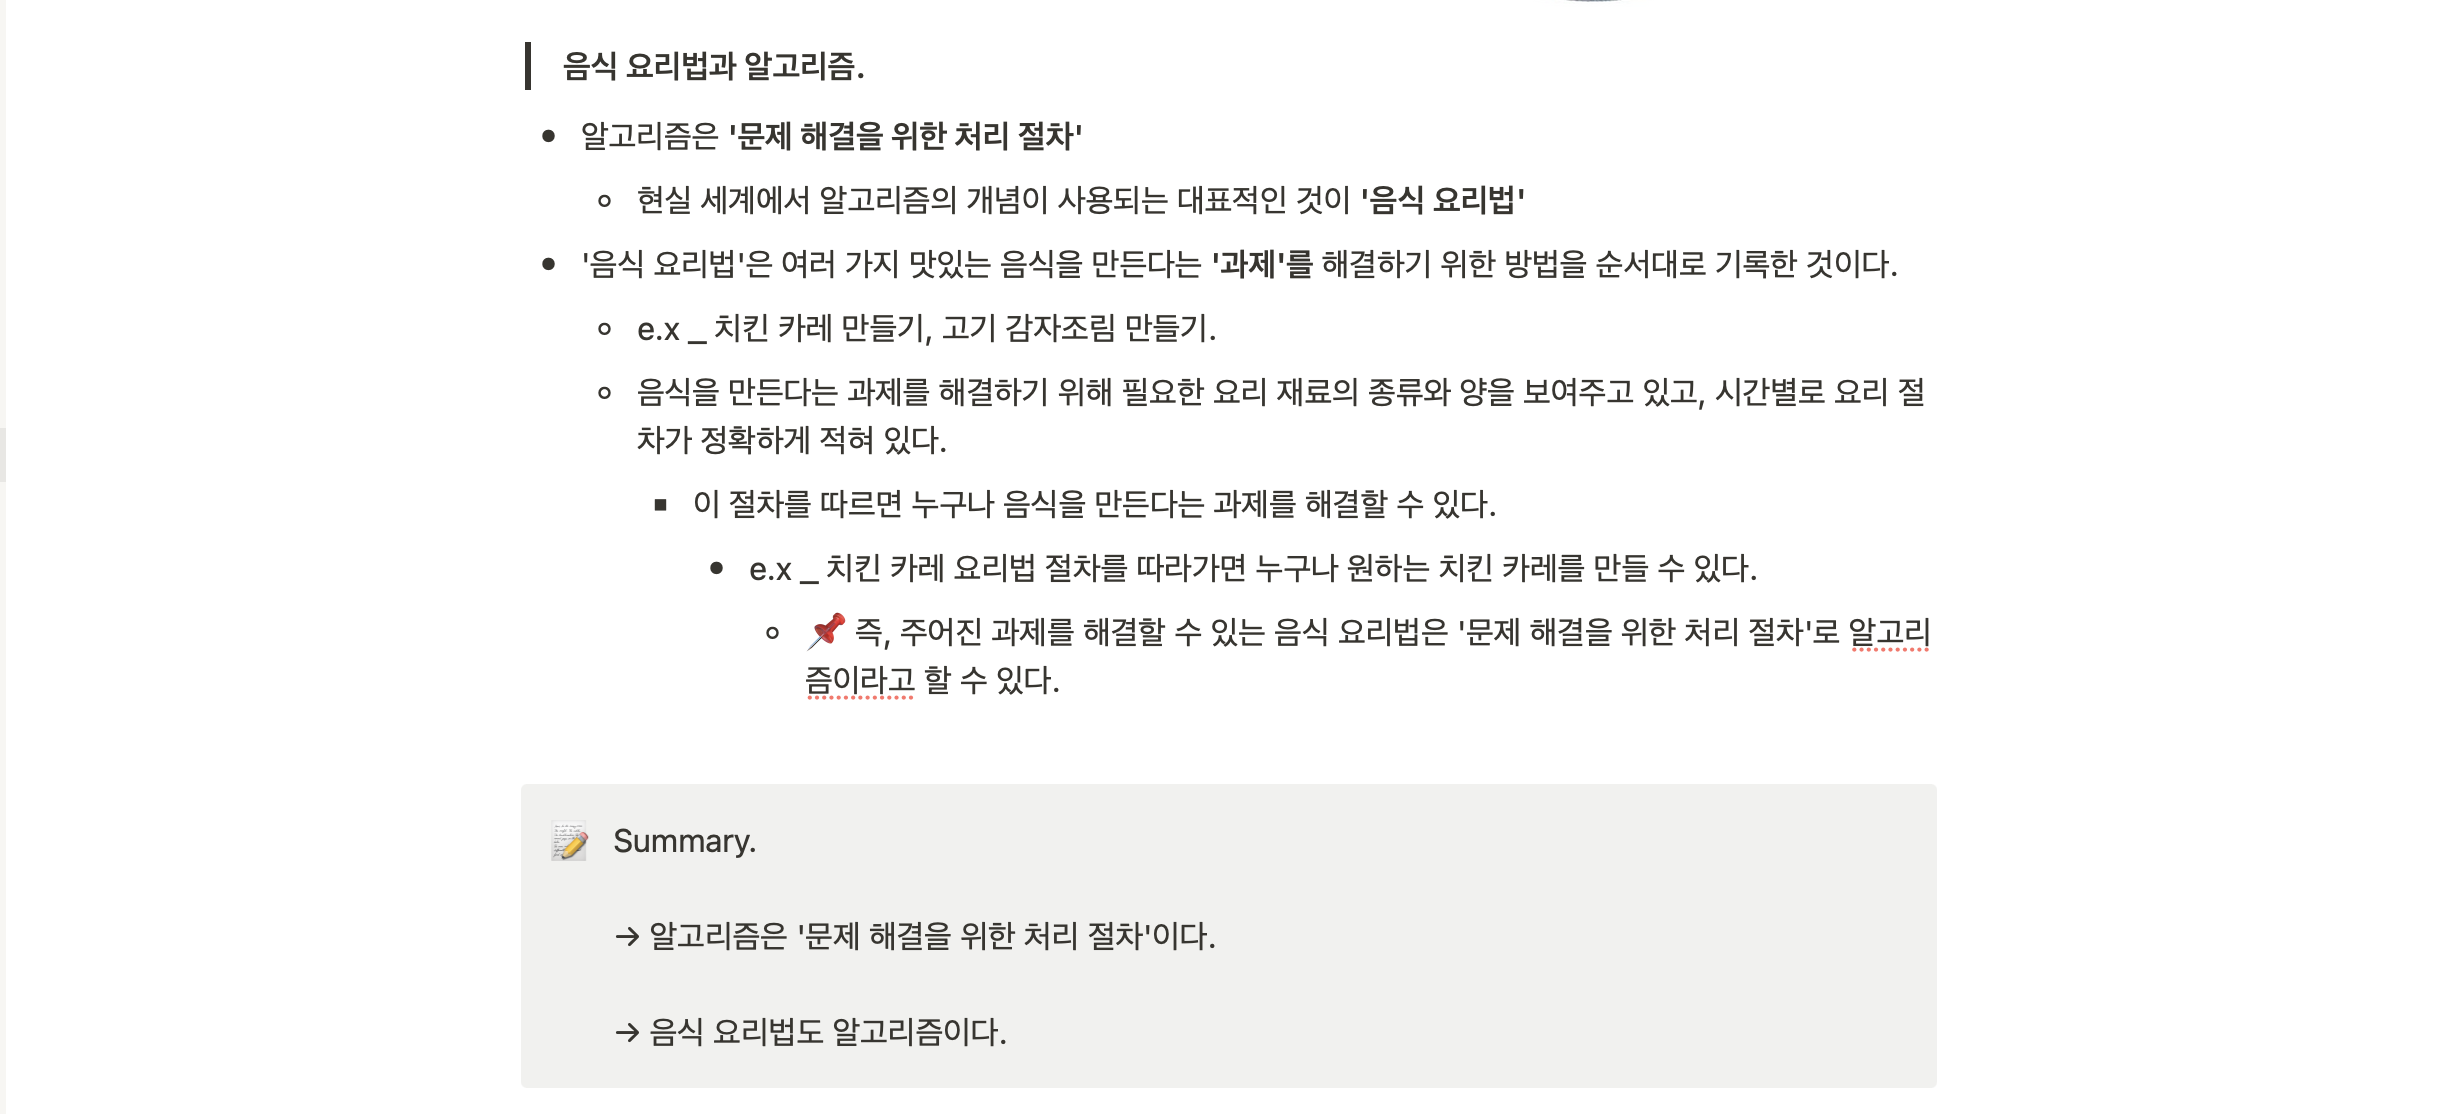 음식 요리법과 알고리즘.
알고리즘은 '문제 해결을 위한 처리 절차'
현실 세계에서 알고리즘의 개념이 사용되는 대표적인 것이 '음식 요리법'
'음식 요리법'은 여러 가지 맛있는 음식을 만든다는 '과제'를 해결하기 위한 방법을 순서대로 기록한 것이다.
e.x _ 치킨 카레 만들기, 고기 감자조림 만들기.
음식을 만든다는 과제를 해결하기 위해 필요한 요리 재료의 종류와 양을 보여주고 있고, 시간별로 요리 절
차가 정확하게 적혀 있다.
이 절차를 따르면 누구나 음식을 만든다는 과제를 해결할 수 있다.
e.x _ 치킨 카레 요리법 절차를 따라가면 누구나 원하는 치킨 카레를 만들 수 있다.
📌 즉, 주어진 과제를 해결할 수 있는 음식 요리법은 '문제 해결을 위한 처리 절차'로 알고리
즘이라고 할 수 있다.
Summary.
→ 알고리즘은 '문제 해결을 위한 처리 절차'이다.
→ 음식 요리법도 알고리즘이다.